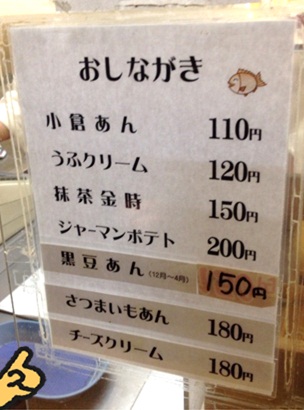 おしながき
小倉あん 110円
うふクリーム 120円
抹茶金時 150円
ジャーマンポテト 200円
黒豆あん(12月〜4月) 150円
さつまいもあん 180円
チーズクリーム 180円